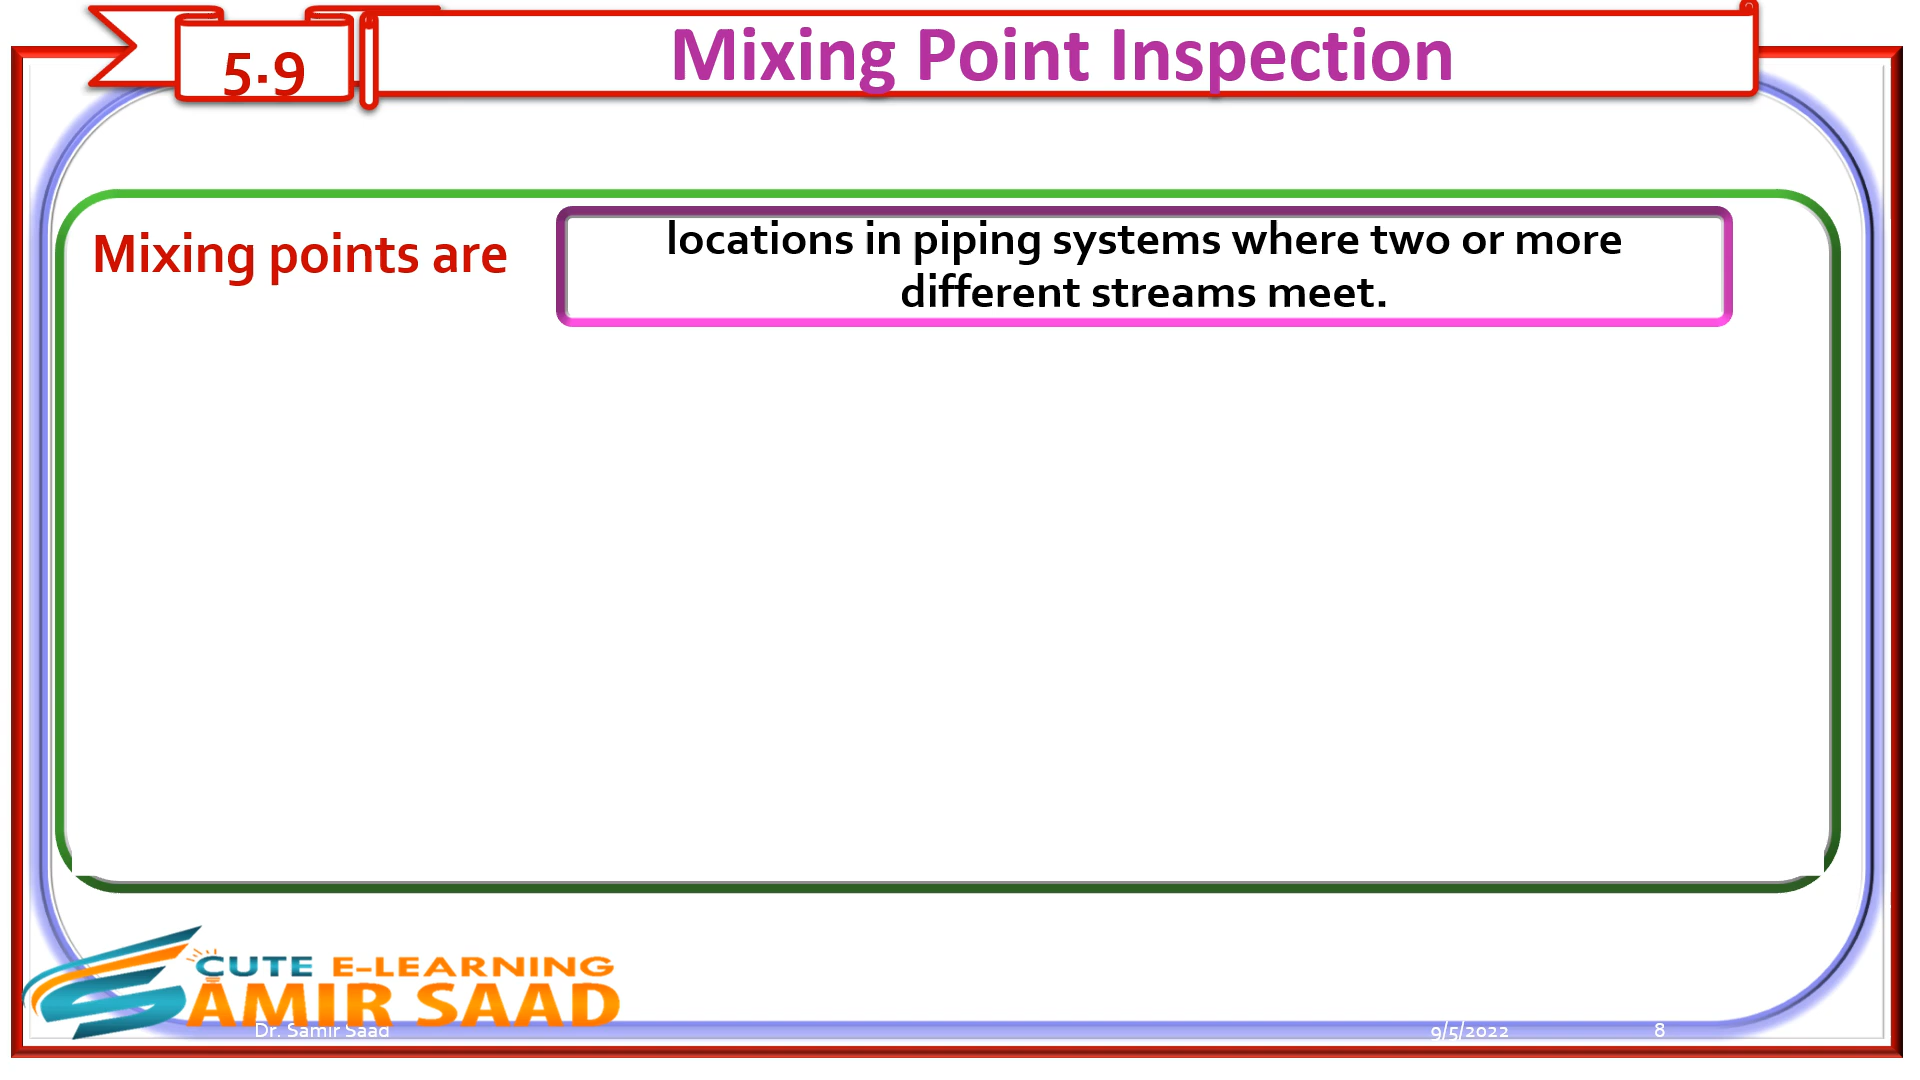 5.9
Mixing Point Inspection
Mixing points are
locations in piping systems where two or more
different streams meet.
CUTE E-LEARNING
SAMIR SAAD
Dr. Samir Saad
9/5/2022
8